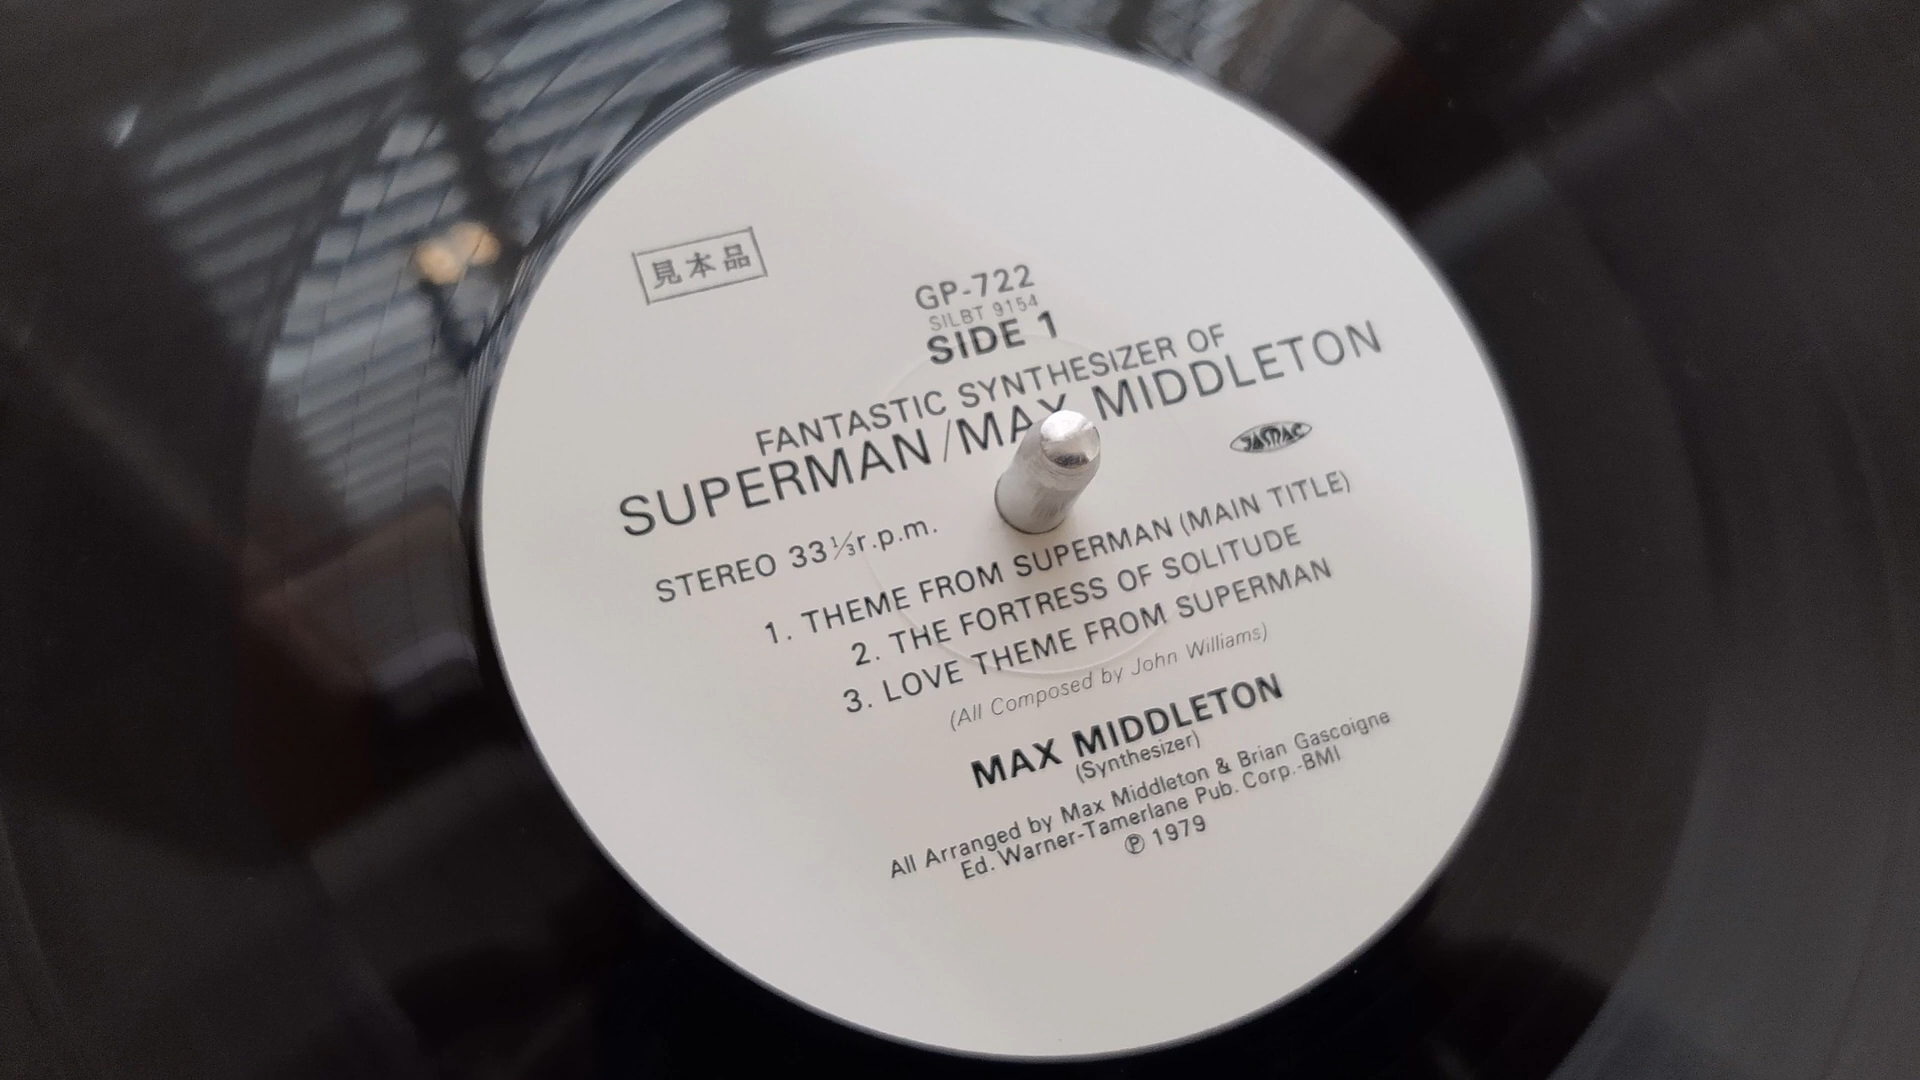 見本品
GP-722
SILBT 9154
SIDE 1
FANTASTIC SYNTHESIZER OF
SUPERMAN/MAX MIDDLETON
JASRAC
STEREO 33⅓r.p.m.
1. THEME FROM SUPERMAN (MAIN TITLE)
2. THE FORTRESS OF SOLITUDE
3. LOVE THEME FROM SUPERMAN
(All Composed by John Williams)
MAX MIDDLETON
(Synthesizer)
All Arranged by Max Middleton & Brian Gascoigne
Ed. Warner-Tamerlane Pub. Corp.-BMI
Ⓟ 1979